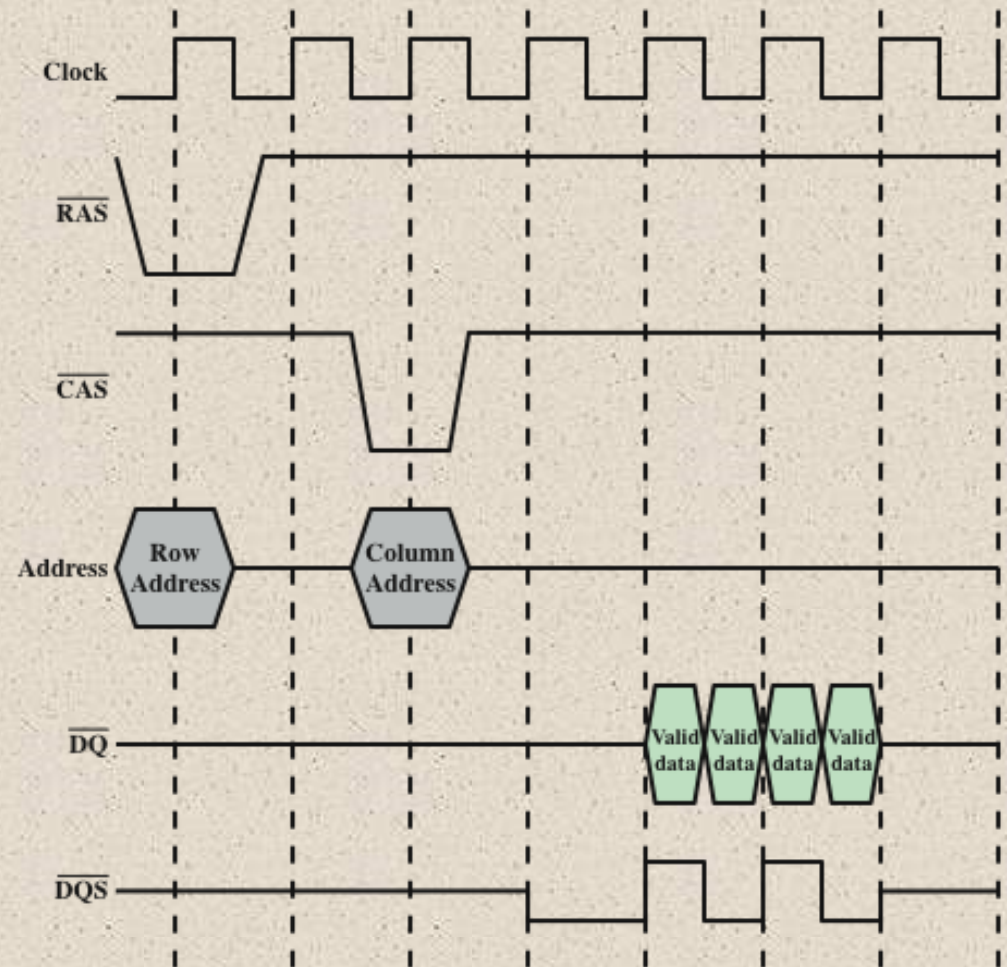 Clock
RAS
CAS
Row
Address
Column
Address
Address
DQ
Valid
data
Valid
data
Valid
data
Valid
data
DQS